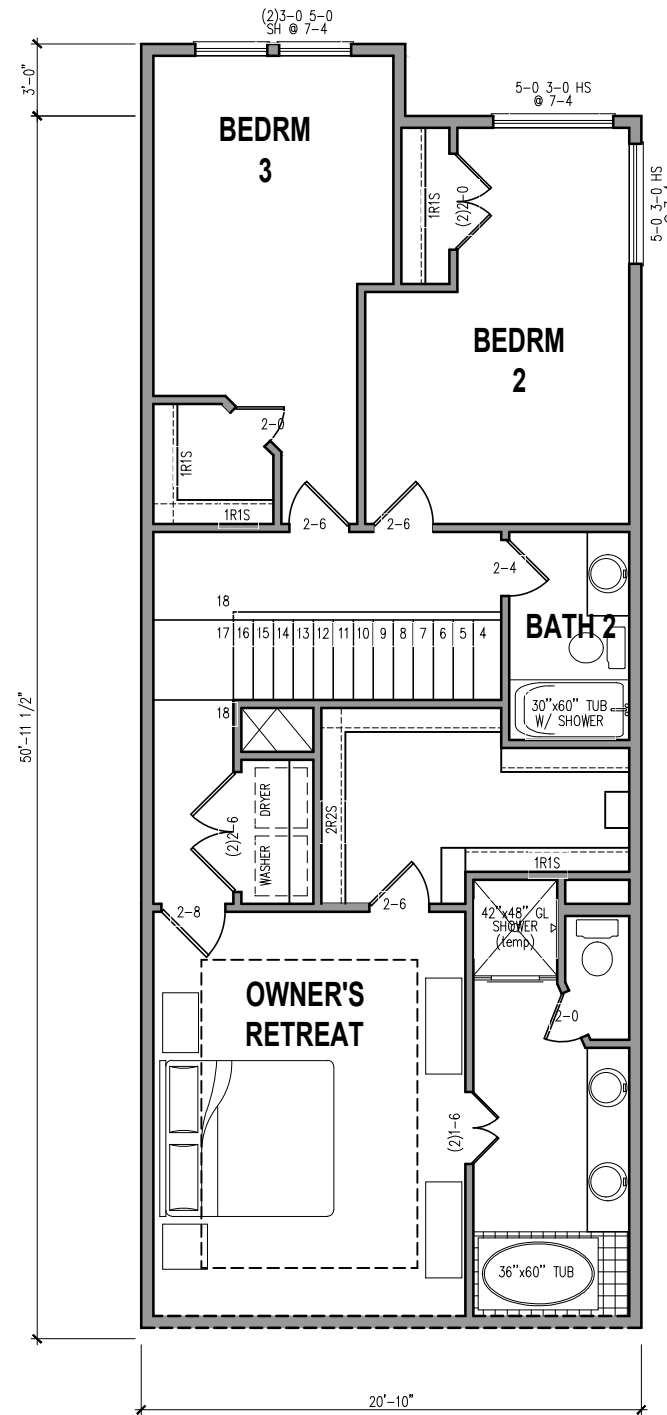 (2)3-0 5-0
SH @ 7-4
3'-0"
5-0 3-0 HS
@ 7-4
BEDRM
3
1R1S
(2)2-0
5-0 3-0 HS
@ 7-4
BEDRM
2
2-0
1R1S
1R1S
2-6
2-6
2-4
18
17 16 15 14 13 12 11 10 9 8 7 6 5 4
BATH 2
30"x60" TUB
W/ SHOWER
18
50'-11 1/2"
DRYER
(2)2-6
WASHER
2R2S
1R1S
2-8
2-6
42"x48" GL
SHOWER
(temp)
OWNER'S
RETREAT
2-0
(2)1-6
36"x60" TUB
20'-10"